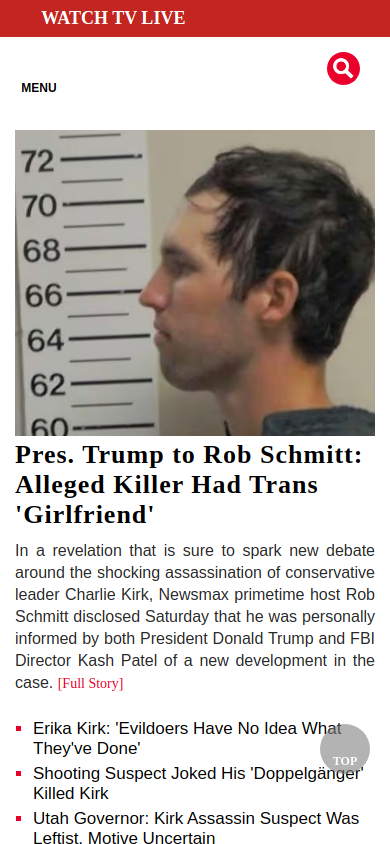 WATCH TV LIVE
MENU
72
70
68
66
64
62
60
Pres. Trump to Rob Schmitt:
Alleged Killer Had Trans
'Girlfriend'
In a revelation that is sure to spark new debate
around the shocking assassination of conservative
leader Charlie Kirk, Newsmax primetime host Rob
Schmitt disclosed Saturday that he was personally
informed by both President Donald Trump and FBI
Director Kash Patel of a new development in the
case. [Full Story]
Erika Kirk: 'Evildoers Have No Idea What
They've Done'
TOP
Shooting Suspect Joked His 'Doppelgänger'
Killed Kirk
Utah Governor: Kirk Assassin Suspect Was
Leftist, Motive Uncertain